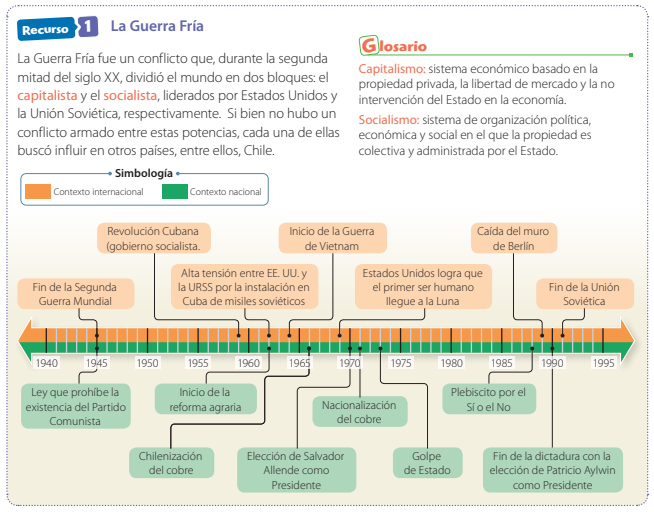 Recurso 1 La Guerra Fría
La Guerra Fría fue un conflicto que, durante la segunda
mitad del siglo XX, dividió el mundo en dos bloques: el
capitalista y el socialista, liderados por Estados Unidos y
la Unión Soviética, respectivamente. Si bien no hubo un
conflicto armado entre estas potencias, cada una de ellas
buscó influir en otros países, entre ellos, Chile.
Glosario
Capitalismo: sistema económico basado en la
propiedad privada, la libertad de mercado y la no
intervención del Estado en la economía.
Socialismo: sistema de organización política,
económica y social en el que la propiedad es
colectiva y administrada por el Estado.
Simbología
Contexto internacional
Contexto nacional
Fin de la Segunda
Guerra Mundial
Revolución Cubana
(gobierno socialista.
Alta tensión entre EE. UU. y
la URSS por la instalación en
Cuba de misiles soviéticos
Inicio de la Guerra
de Vietnam
Estados Unidos logra que
el primer ser humano
llegue a la Luna
Caída del muro
de Berlín
Fin de la Unión
Soviética
1940 1945 1950 1955 1960 1965 1970 1975 1980 1985 1990 1995
Ley que prohíbe la
existencia del Partido
Comunista
Chilenización
del cobre
Inicio de la
reforma agraria
Elección de Salvador
Allende como
Presidente
Nacionalización
del cobre
Golpe
de Estado
Plebiscito por el
Sí o el No
Fin de la dictadura con la
elección de Patricio Aylwin
como Presidente